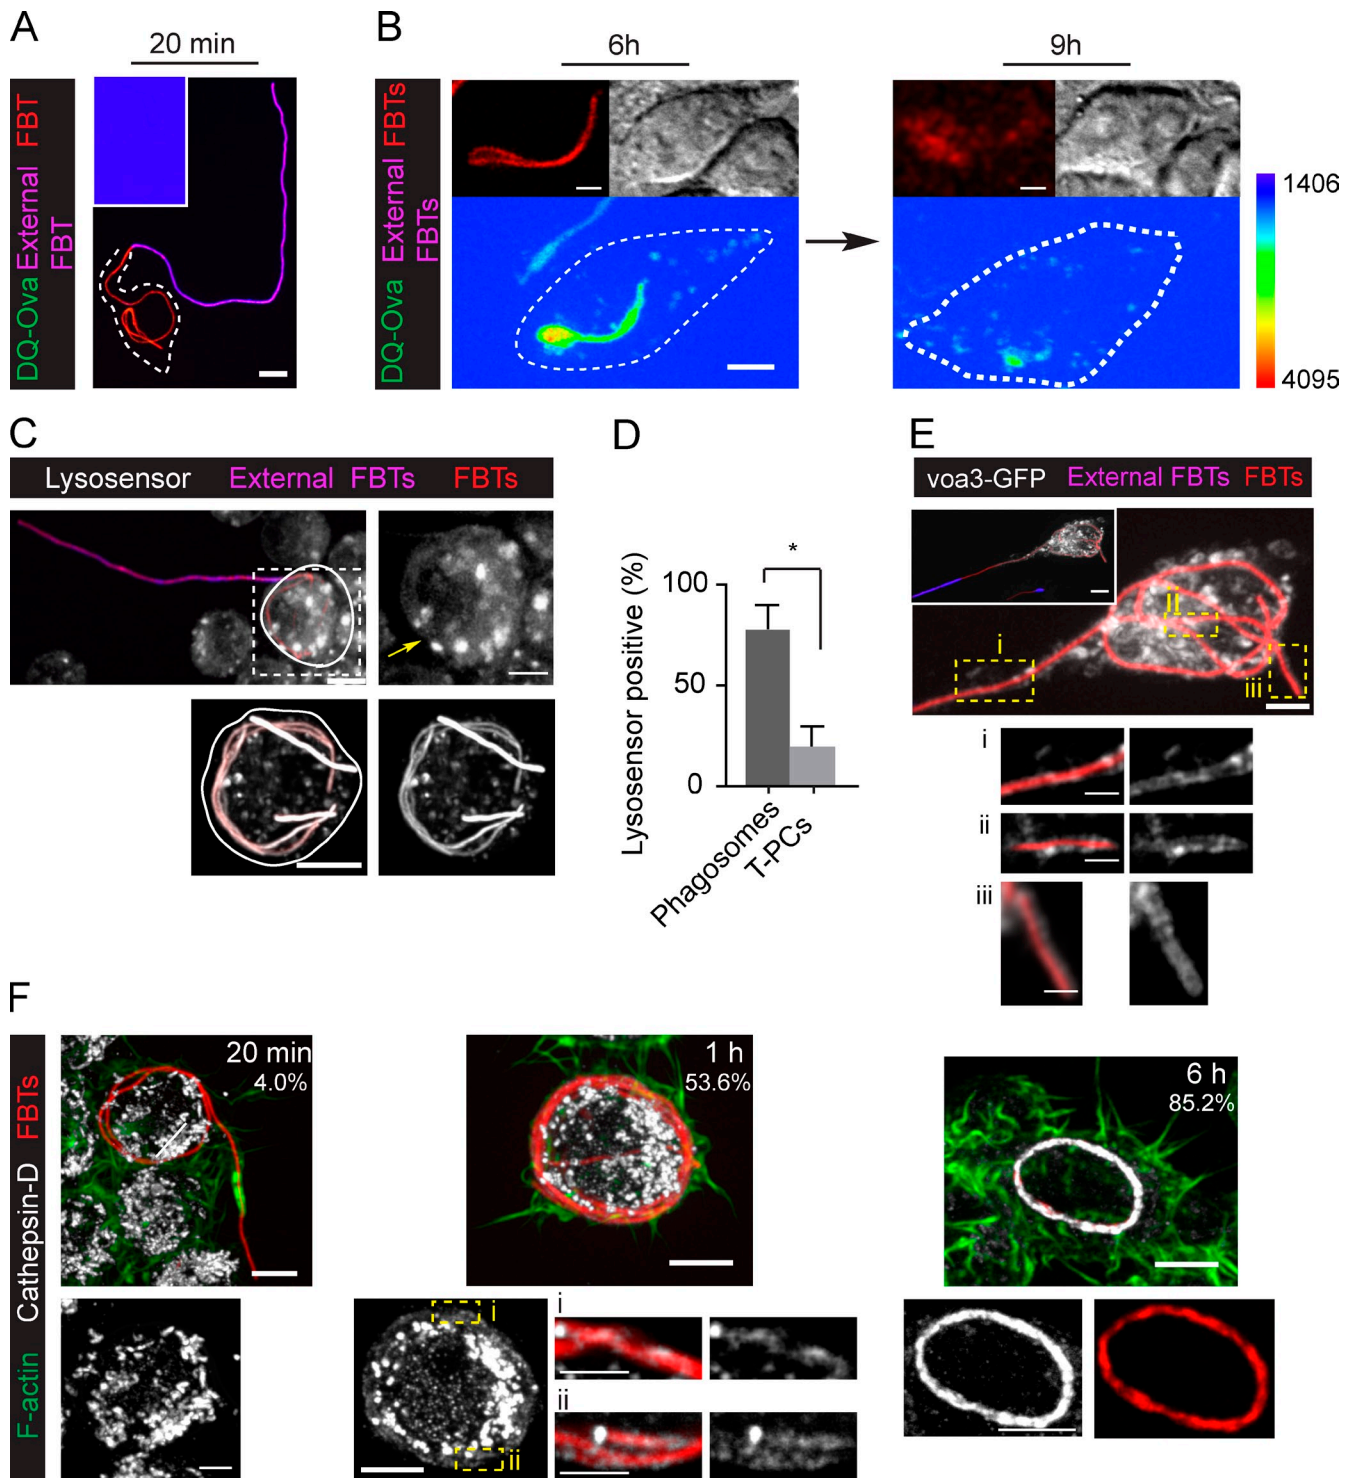 A
20 min
DQ-Ova External FBT
FBT
B
6h
9h
DQ-Ova External FBTs
FBTs
1406
4095
C
Lysosensor External FBTs FBTs
D
Lysosensor positive (%)
100
50
0
*
Phagosomes
T-PCs
E
voa3-GFP External FBTs FBTs
i
ii
iii
i
ii
iii
F
F-actin Cathepsin-D FBTs
20 min
4.0%
1 h
53.6%
6 h
85.2%
i
ii
i
ii